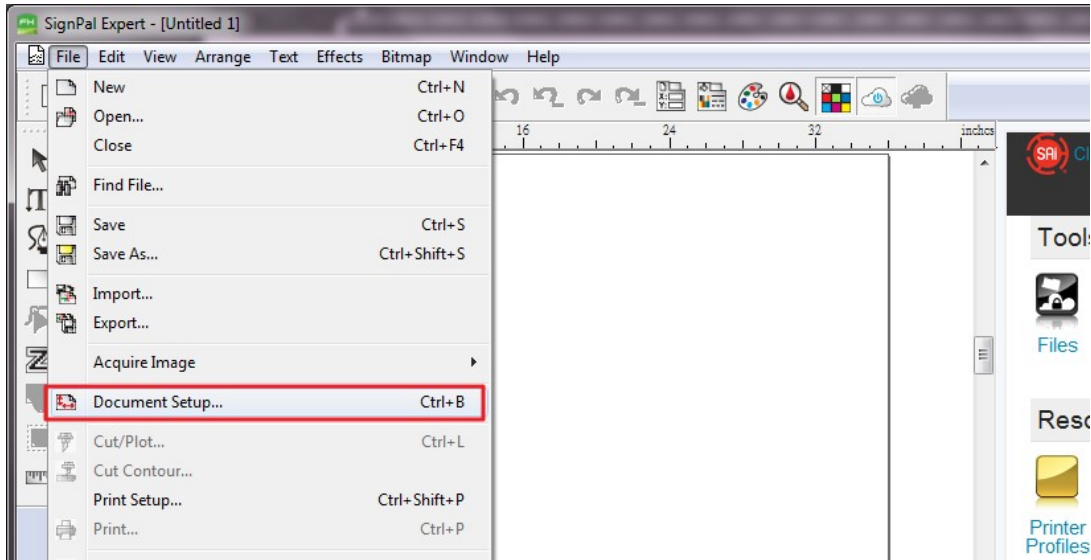 SignPal Expert - [Untitled 1]
File Edit View Arrange Text Effects Bitmap Window Help
New Ctrl+N
Open... Ctrl+O
Close Ctrl+F4
Find File...
Save Ctrl+S
Save As... Ctrl+Shift+S
Import...
Export...
Acquire Image
Document Setup... Ctrl+B
Cut/Plot... Ctrl+L
Cut Contour...
Print Setup... Ctrl+Shift+P
Print... Ctrl+P
16 24 32 inches
SAi Cl
Tools
Files
Reso
Printer
Profiles